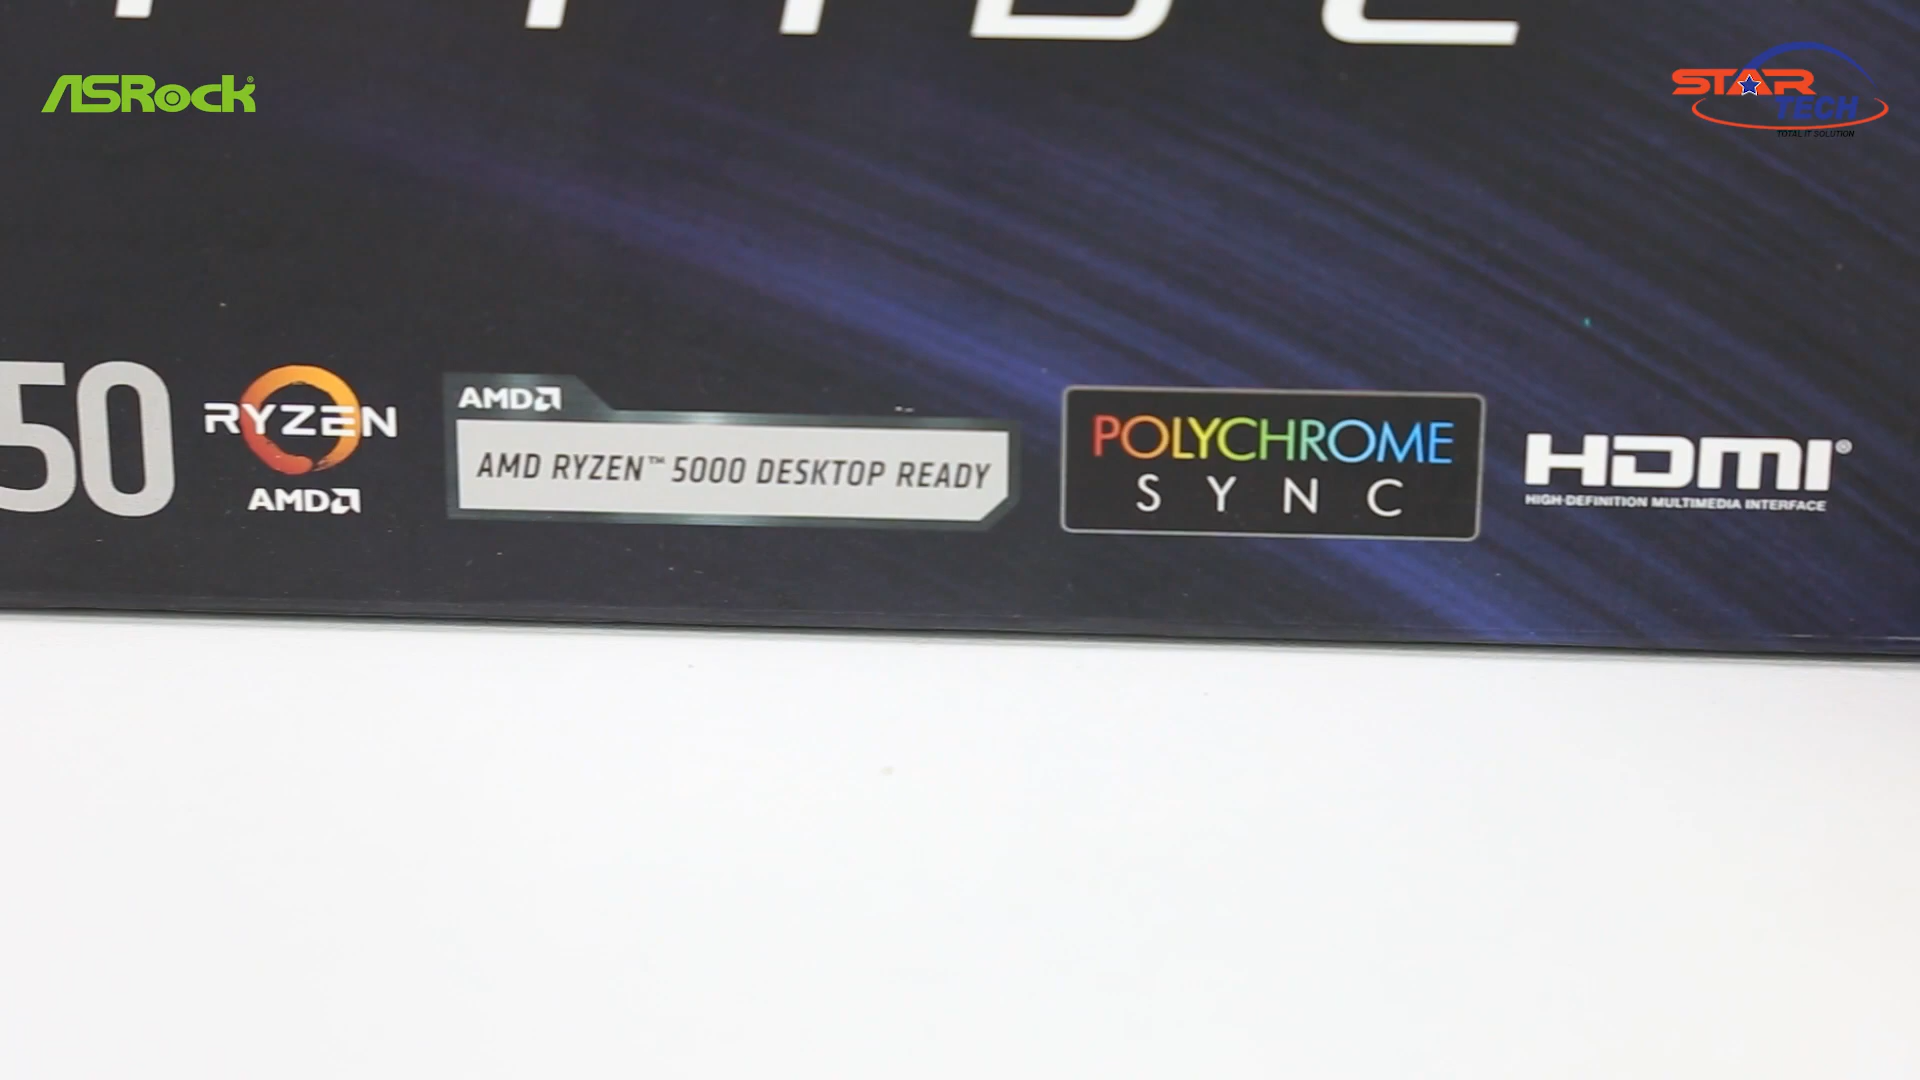 ASRock
STAR
TECH
TOTAL IT SOLUTION
50
RYZEN
AMD
AMD
AMD RYZEN™ 5000 DESKTOP READY
POLYCHROME
SYNC
HDMI®
HIGH-DEFINITION MULTIMEDIA INTERFACE